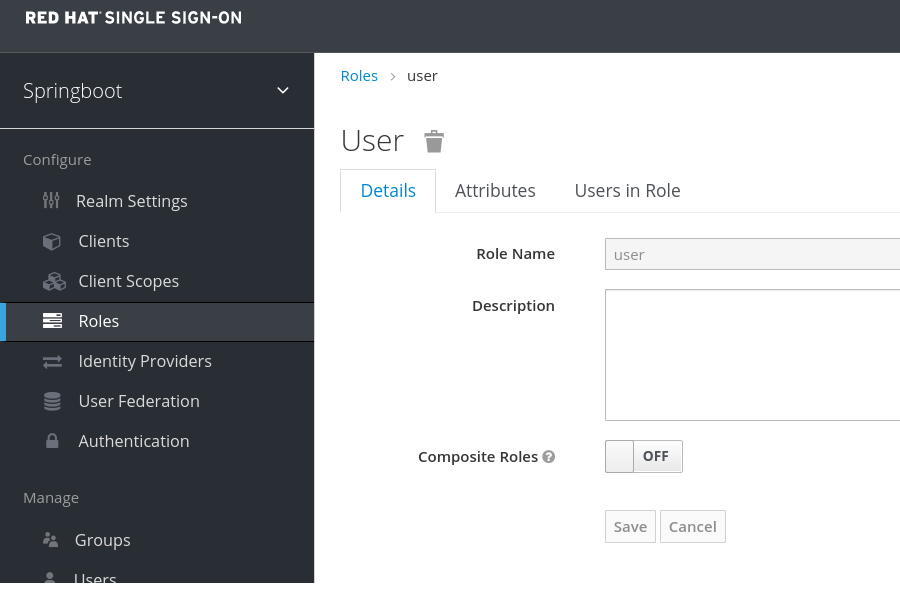 RED HAT SINGLE SIGN-ON
Springboot
Configure
Realm Settings
Clients
Client Scopes
Roles
Identity Providers
User Federation
Authentication
Manage
Groups
Users
Roles > user
User
Details Attributes Users in Role
Role Name user
Description
Composite Roles ? OFF
Save Cancel